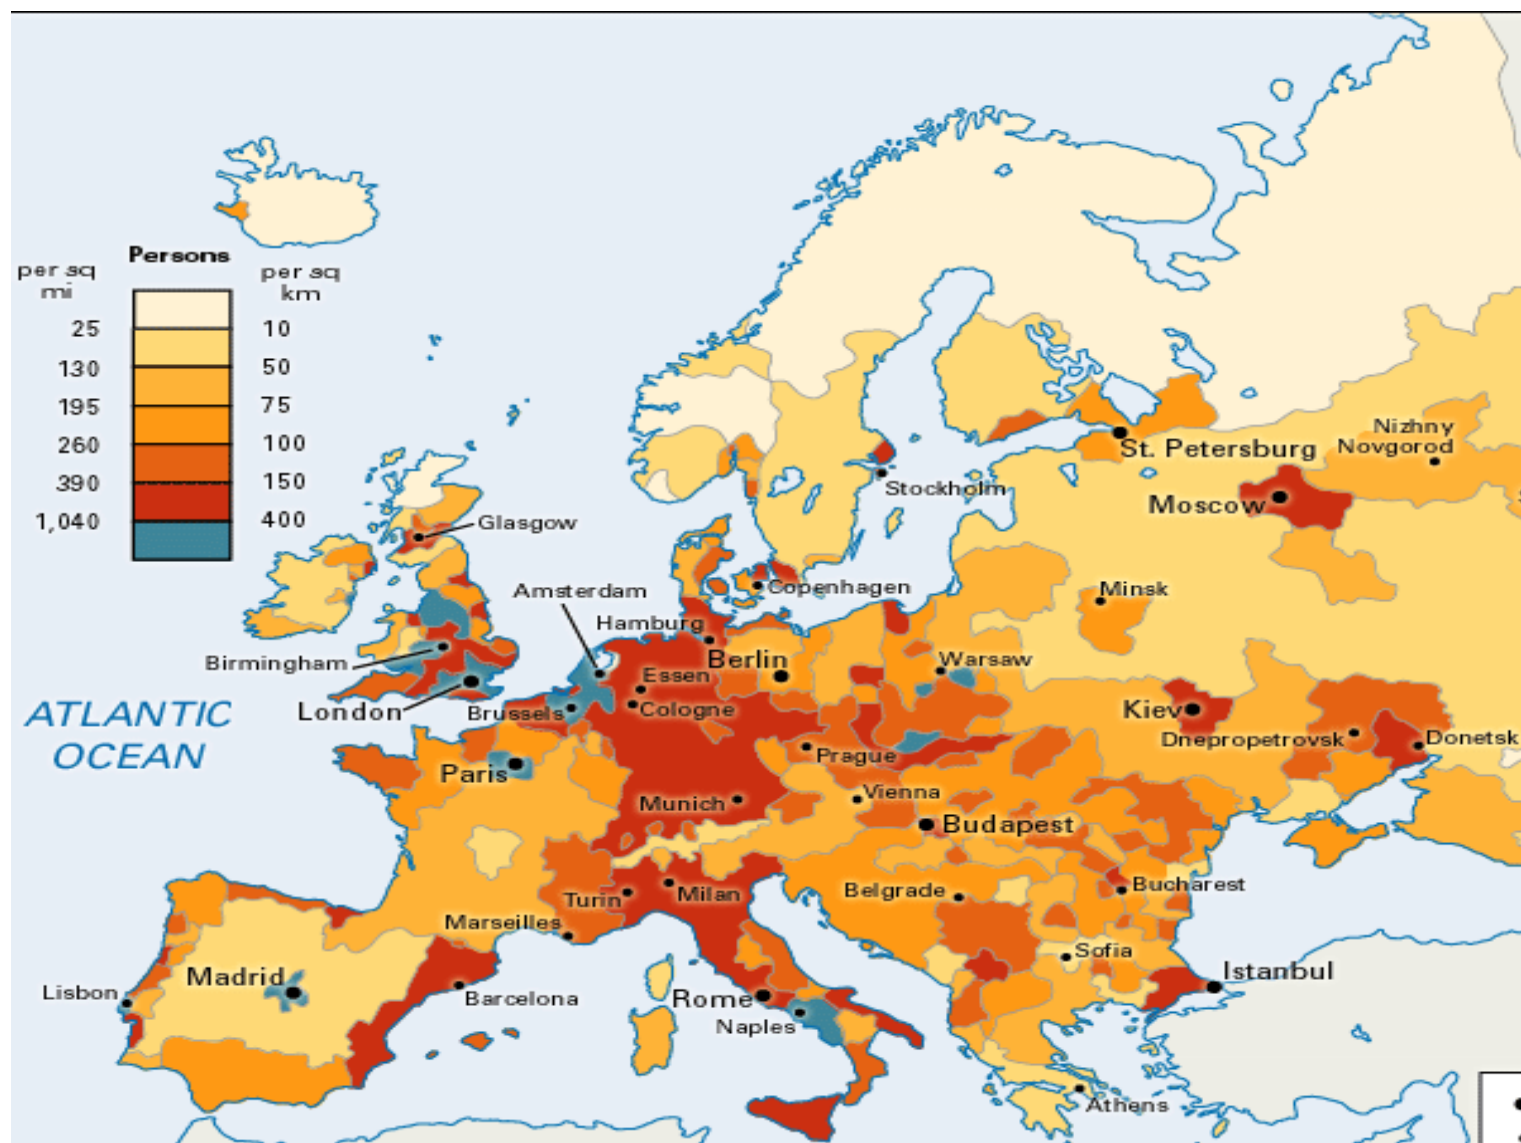 Persons
per sq
mi
per sq
km
25
10
130
50
195
75
260
100
390
150
1,040
400
Nizhny
Novgorod
St. Petersburg
Stockholm
Moscow
Glasgow
Copenhagen
Minsk
Amsterdam
Hamburg
Birmingham
Berlin
Warsaw
Essen
London
Brussels
Cologne
Kiev
ATLANTIC
OCEAN
Dnepropetrovsk
Donetsk
Prague
Paris
Munich
Vienna
Budapest
Belgrade
Bucharest
Turin
Milan
Marseilles
Sofia
Madrid
Istanbul
Lisbon
Barcelona
Rome
Naples
Athens